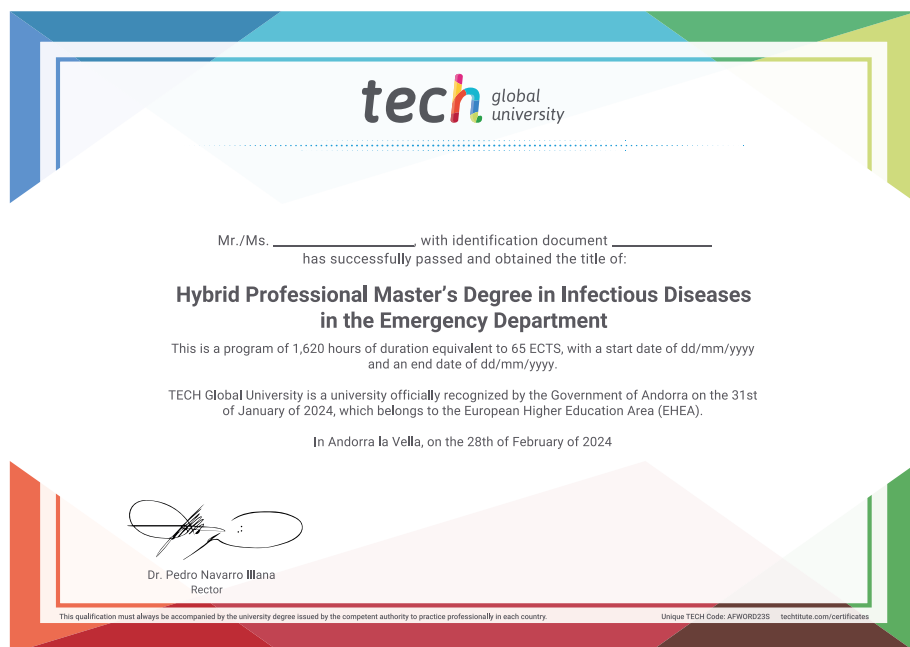 tech global university
Mr./Ms. ____________, with identification document ____________
has successfully passed and obtained the title of:
Hybrid Professional Master's Degree in Infectious Diseases
in the Emergency Department
This is a program of 1,620 hours of duration equivalent to 65 ECTS, with a start date of dd/mm/yyyy
and an end date of dd/mm/yyyy.
TECH Global University is a university officially recognized by the Government of Andorra on the 31st
of January of 2024, which belongs to the European Higher Education Area (EHEA).
In Andorra la Vella, on the 28th of February of 2024
Dr. Pedro Navarro Illana
Rector
This qualification must always be accompanied by the university degree issued by the competent authority to practice professionally in each country.
Unique TECH Code: AFWORD23S techtitute.com/certificates